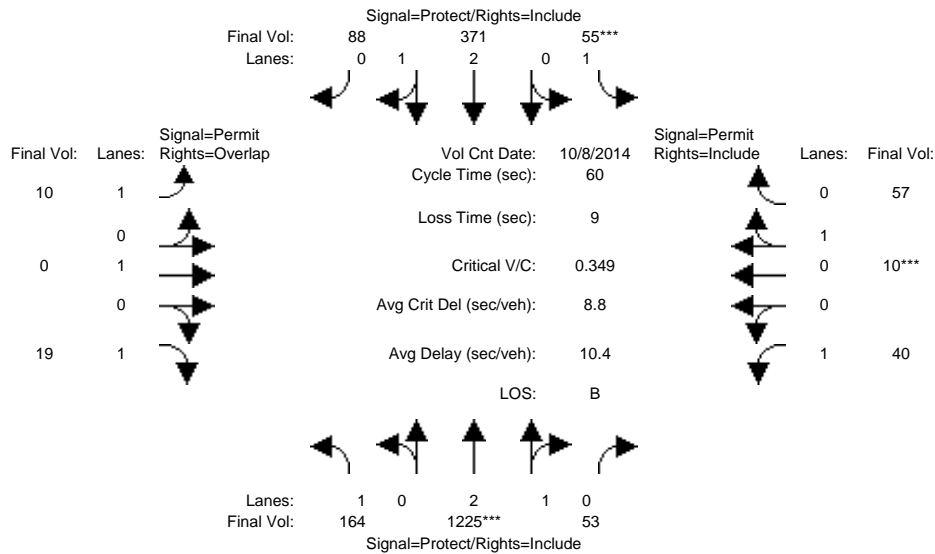 Signal=Protect/Rights=Include
Final Vol: 88 371 55***
Lanes: 0 1 2 0 1
Signal=Permit Signal=Permit
Final Vol: Lanes: Rights=Overlap Vol Cnt Date: 10/8/2014 Rights=Include Lanes: Final Vol:
Cycle Time (sec): 60
10 1 0 57
Loss Time (sec): 9
0 1
0 1 Critical V/C: 0.349 0 10***
0 Avg Crit Del (sec/veh): 8.8 0
19 1 Avg Delay (sec/veh): 10.4 1 40
LOS: B
Lanes: 1 0 2 1 0
Final Vol: 164 1225*** 53
Signal=Protect/Rights=Include